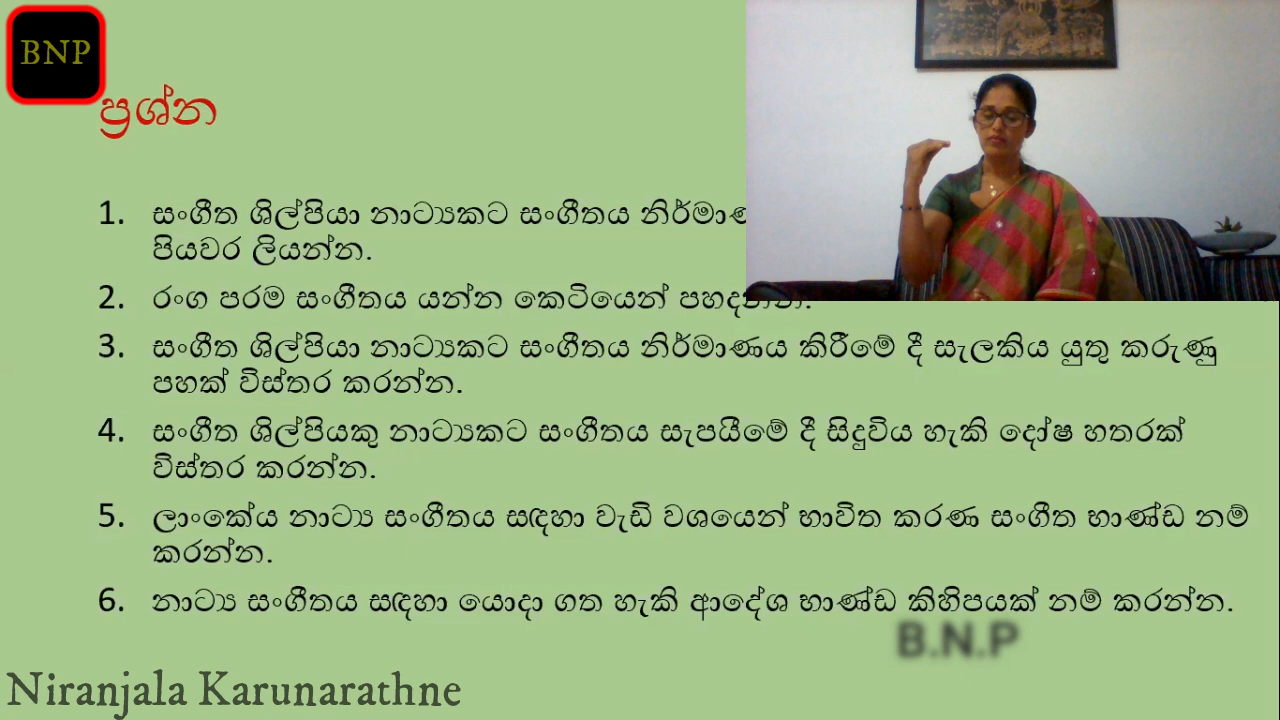 BNP
ප්‍රශ්න
1. සංගීත ශිල්පියා නාට්‍යකට සංගීතය
පියවර ලියන්න.
2. රංග පරම සංගීතය යන්න කෙටියෙන්
3. සංගීත ශිල්පියා නාට්‍යකට සංගීතය නිර්මාණය කිරීමේ දී සැලකිය යුතු කරුණු
පහක් විස්තර කරන්න.
4. සංගීත ශිල්පියකු නාට්‍යකට සංගීතය සැපයීමේ දී සිදුවිය හැකි දෝෂ හතරක්
විස්තර කරන්න.
5. ලාංකේය නාට්‍ය සංගීතය සඳහා වැඩි වශයෙන් භාවිත කරණ සංගීත භාණ්ඩ නම්
කරන්න.
6. නාට්‍ය සංගීතය සඳහා යොදා ගත හැකි ආදේශ භාණ්ඩ කිහිපයක් නම් කරන්න.
B.N.P
Niranjala Karunarathne